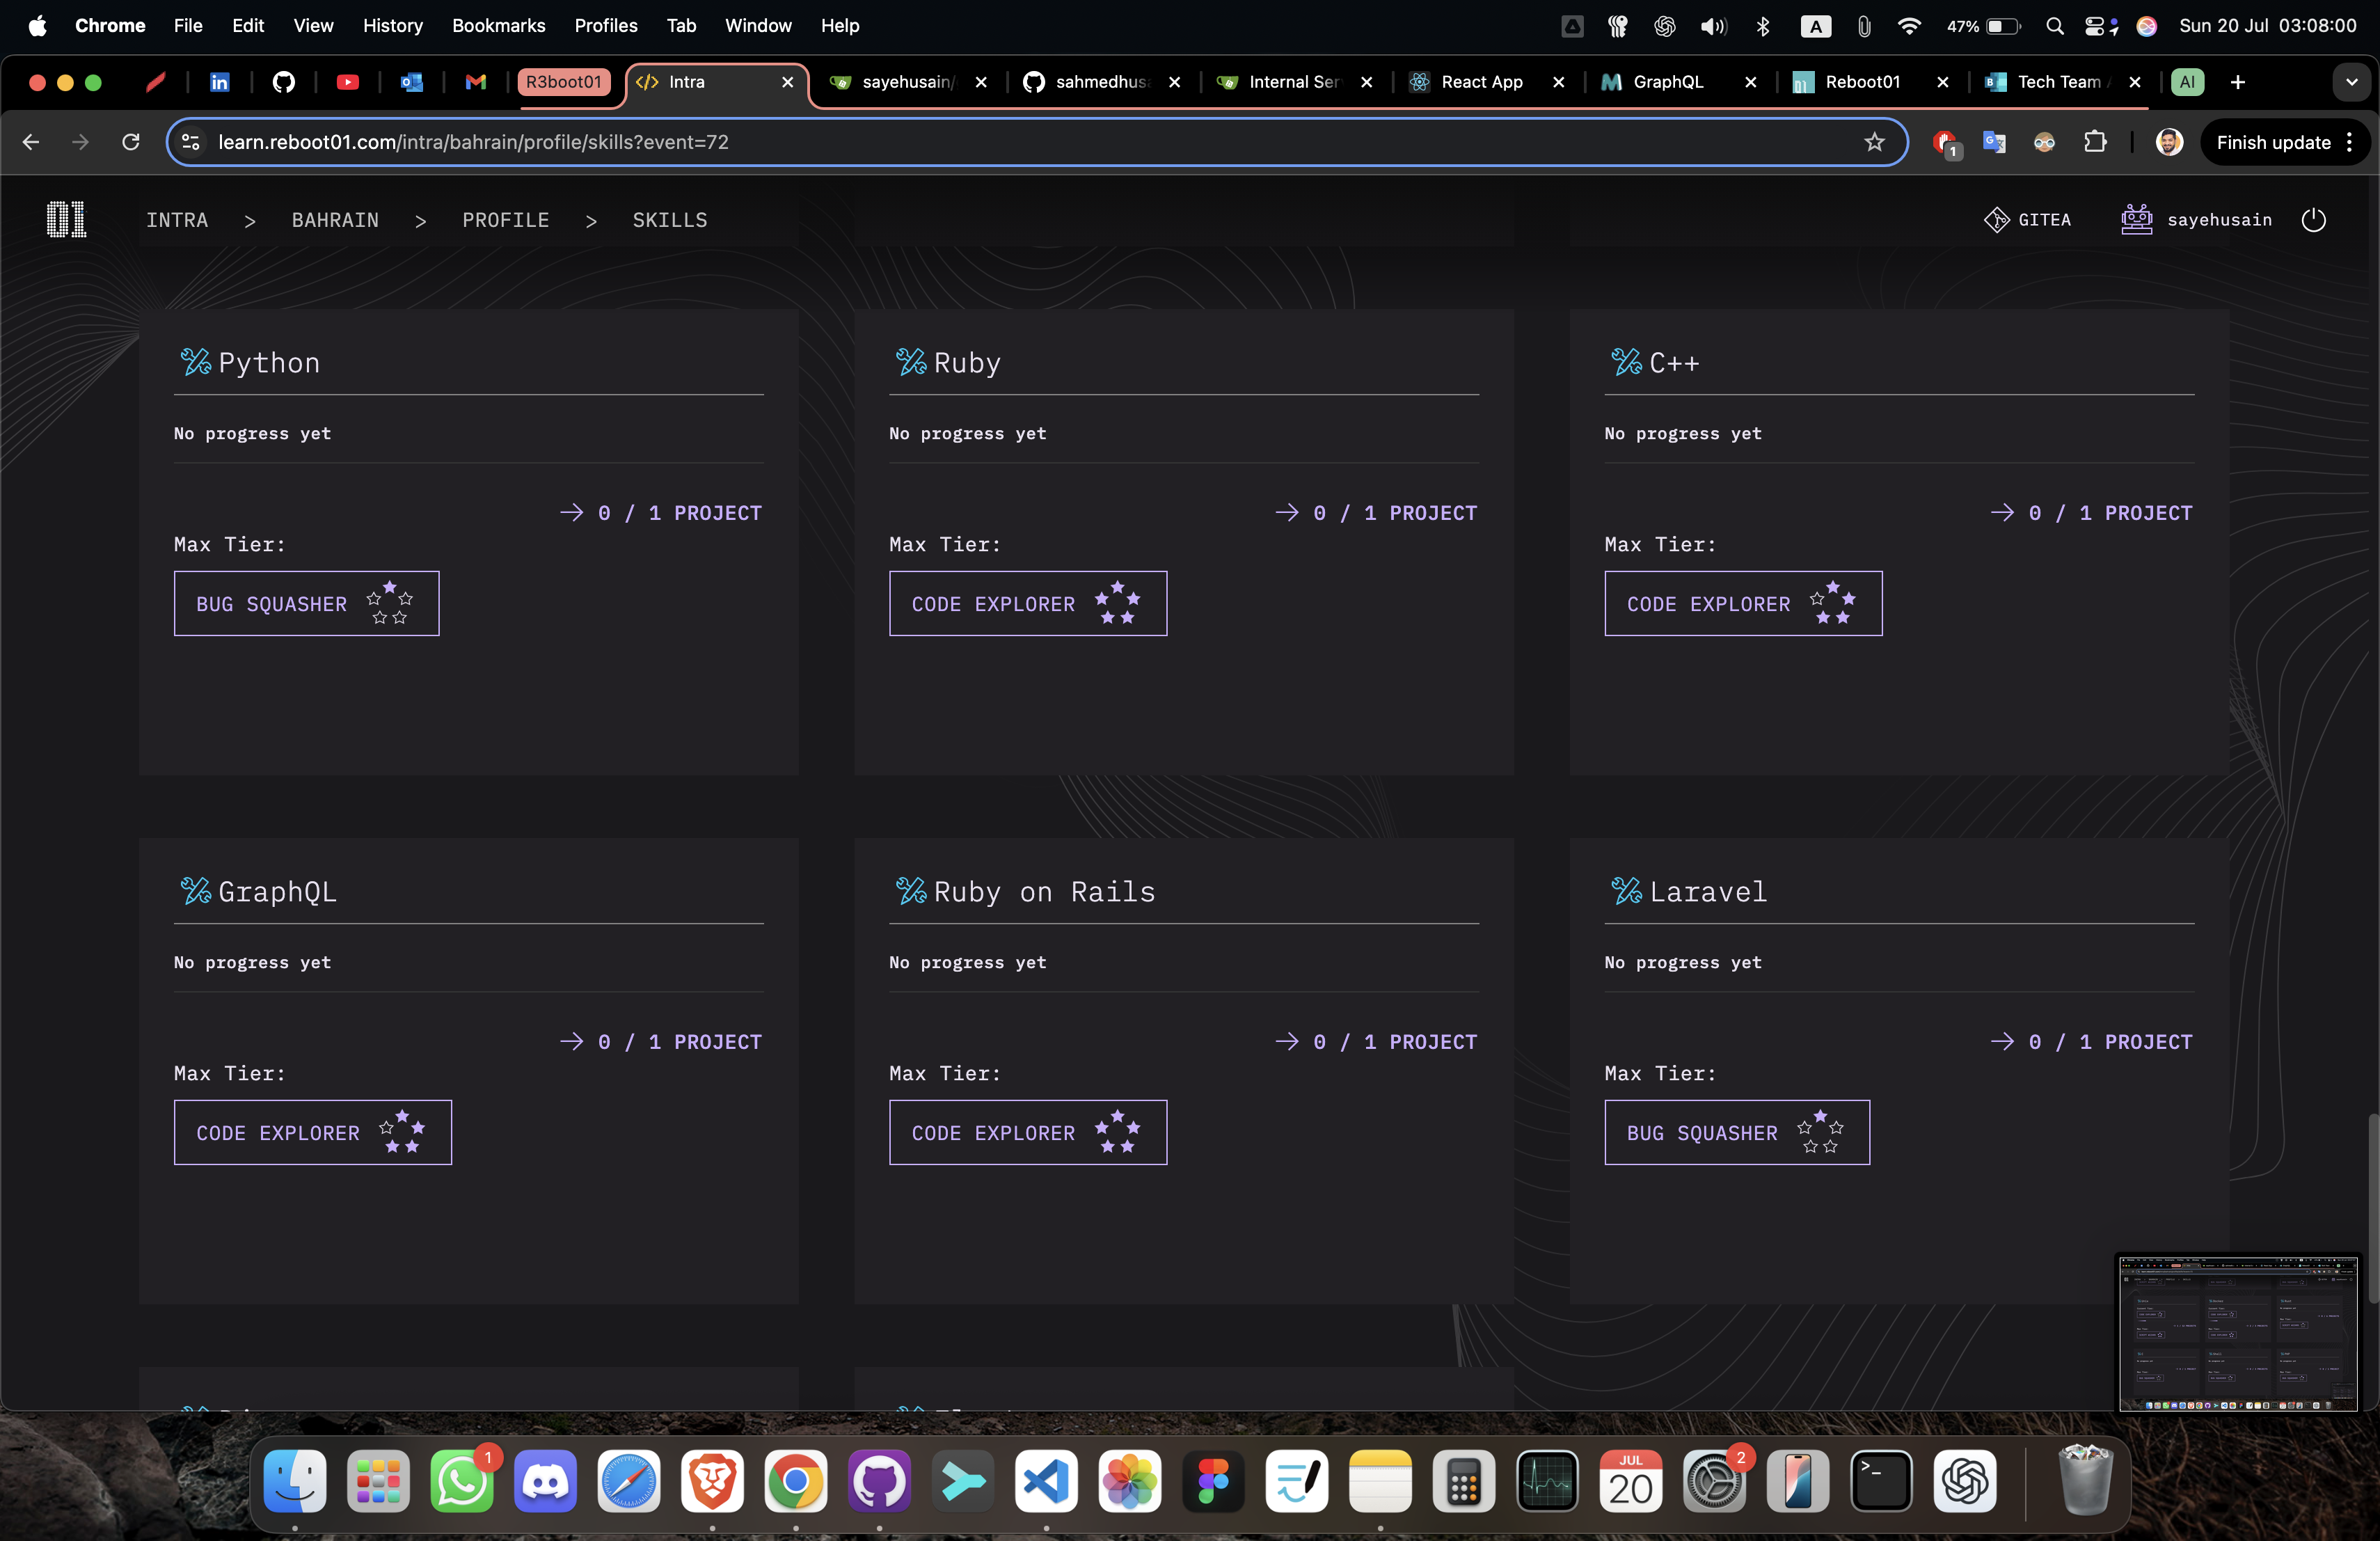 Chrome File Edit View History Bookmarks Profiles Tab Window Help A 47% Sun 20 Jul 03:08:00
R3boot01 Intra sayehusain/ sahmedhus Internal Ser React App GraphQL Reboot01 Tech Team AI
learn.reboot01.com/intra/bahrain/profile/skills?event=72 1 Finish update
01 INTRA > BAHRAIN > PROFILE > SKILLS GITEA sayehusain
Python Ruby C++
No progress yet No progress yet No progress yet
→ 0 / 1 PROJECT → 0 / 1 PROJECT → 0 / 1 PROJECT
Max Tier: Max Tier: Max Tier:
BUG SQUASHER CODE EXPLORER CODE EXPLORER
GraphQL Ruby on Rails Laravel
No progress yet No progress yet No progress yet
→ 0 / 1 PROJECT → 0 / 1 PROJECT → 0 / 1 PROJECT
Max Tier: Max Tier: Max Tier:
CODE EXPLORER CODE EXPLORER BUG SQUASHER
1 JUL 20 2 >_